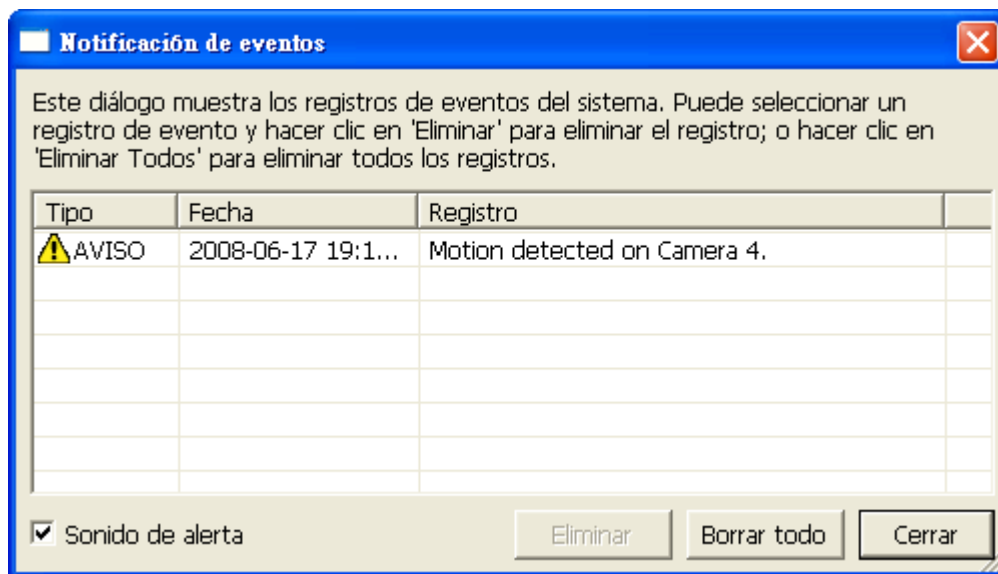 Notificación de eventos
Este diálogo muestra los registros de eventos del sistema. Puede seleccionar un
registro de evento y hacer clic en 'Eliminar' para eliminar el registro; o hacer clic en
'Eliminar Todos' para eliminar todos los registros.
Tipo Fecha Registro
AVISO 2008-06-17 19:1... Motion detected on Camera 4.
Sonido de alerta Eliminar Borrar todo Cerrar